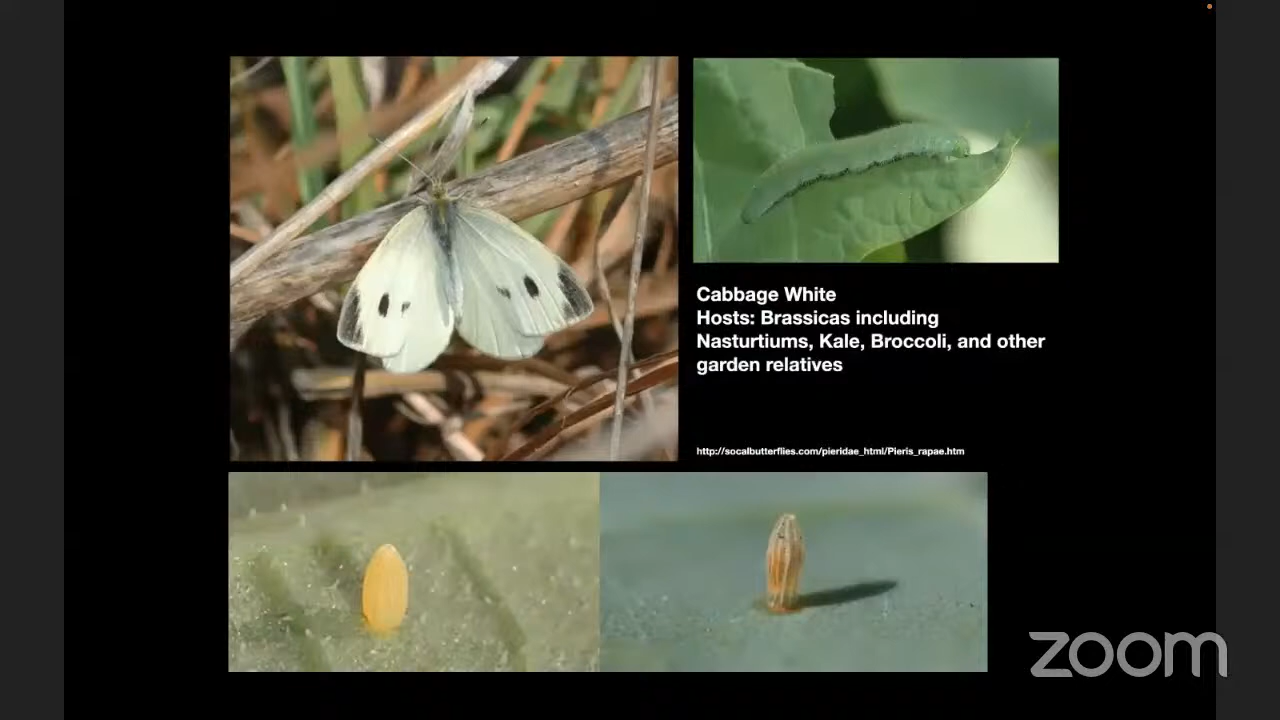 Cabbage White
Hosts: Brassicas including
Nasturtiums, Kale, Broccoli, and other
garden relatives
http://socalbutterflies.com/pieridae_html/Pieris_rapae.htm
zoom